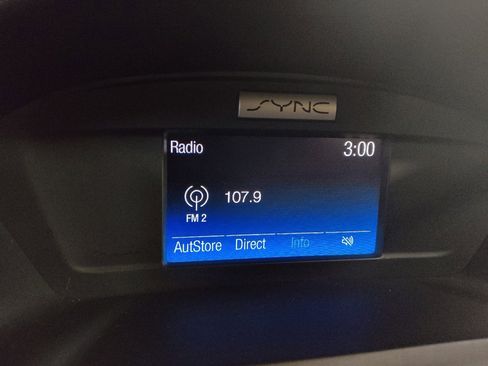 SYNC
Radio 3:00
107.9
FM 2
AutStore Direct Info